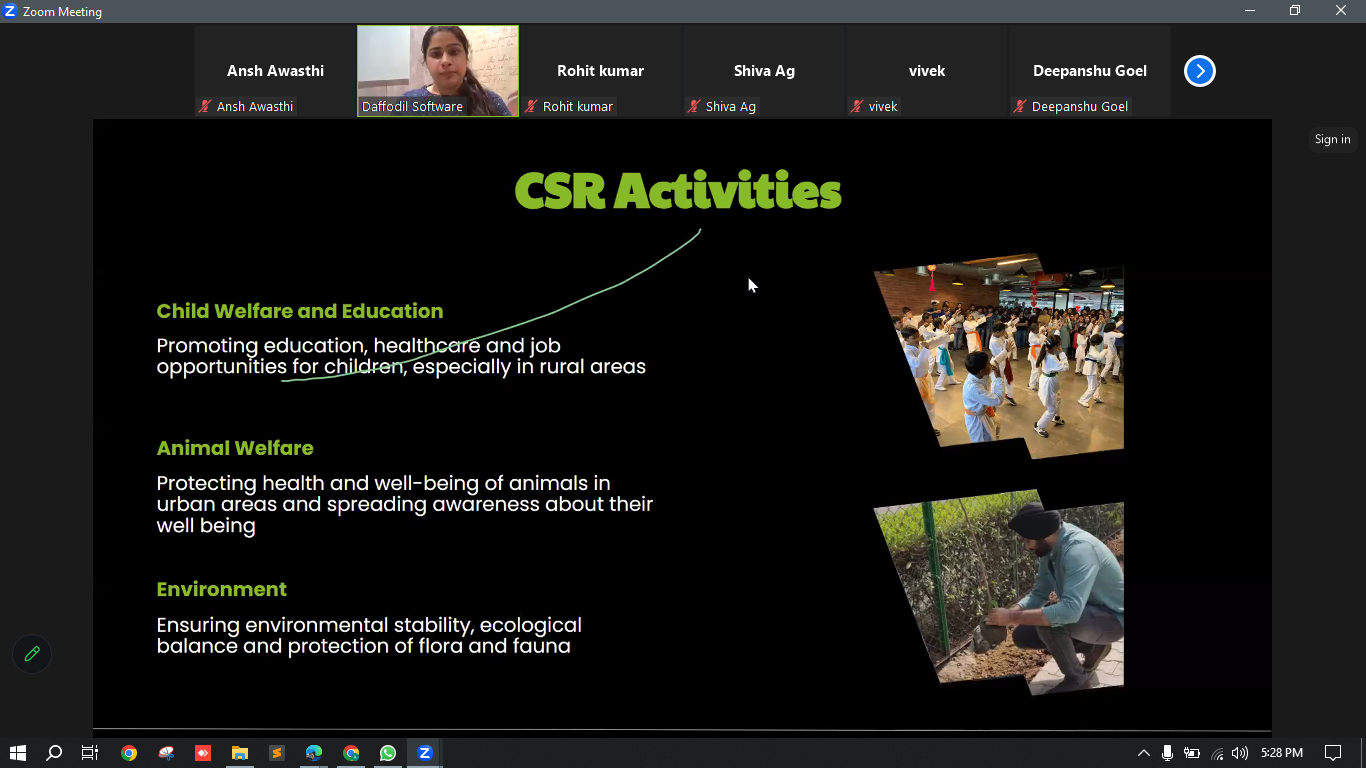 Zoom Meeting
Ansh Awasthi
Rohit kumar
Shiva Ag
vivek
Deepanshu Goel
Ansh Awasthi
Daffodil Software
Rohit kumar
Shiva Ag
vivek
Deepanshu Goel
Sign in
CSR Activities
Child Welfare and Education
Promoting education, healthcare and job
opportunities for children, especially in rural areas
Animal Welfare
Protecting health and well-being of animals in
urban areas and spreading awareness about their
well being
Environment
Ensuring environmental stability, ecological
balance and protection of flora and fauna
5:28 PM